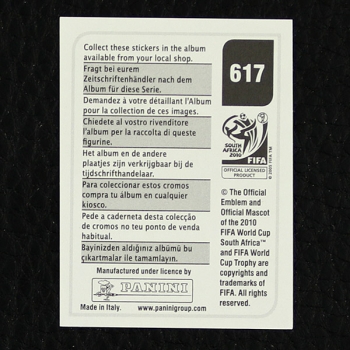 Collect these stickers in the album
available from your local shop.
Fragt bei eurem
Zeitschriftenhändler nach dem
Album für diese Serie.
Demandez à votre détaillant l'Album
pour la collection de ces images.
Chiedete al vostro rivenditore
l'album per la raccolta di queste
figurine.
Het album en de andere
plaatjes zijn verkrijgbaar bij de
tijdschrifthandelaar.
Para coleccionar estos cromos
compra tu álbum en cualquier
kiosco.
Pede a caderneta desta colecção
de cromos no teu ponto de venda
habitual.
Bayinizden aldığınız albümü bu
çıkartmalar ile tamamlayın.
Manufactured under licence by
PANINI
Made in Italy. www.paninigroup.com
617
SOUTH AFRICA
2010
FIFA
OFFICIAL LICENSED
PRODUCT
© The Official
Emblem and
Official Mascot
of the 2010
FIFA World Cup
South Africa™
and FIFA World
Cup Trophy are
copyrights and
trademarks of
FIFA. All rights
reserved.